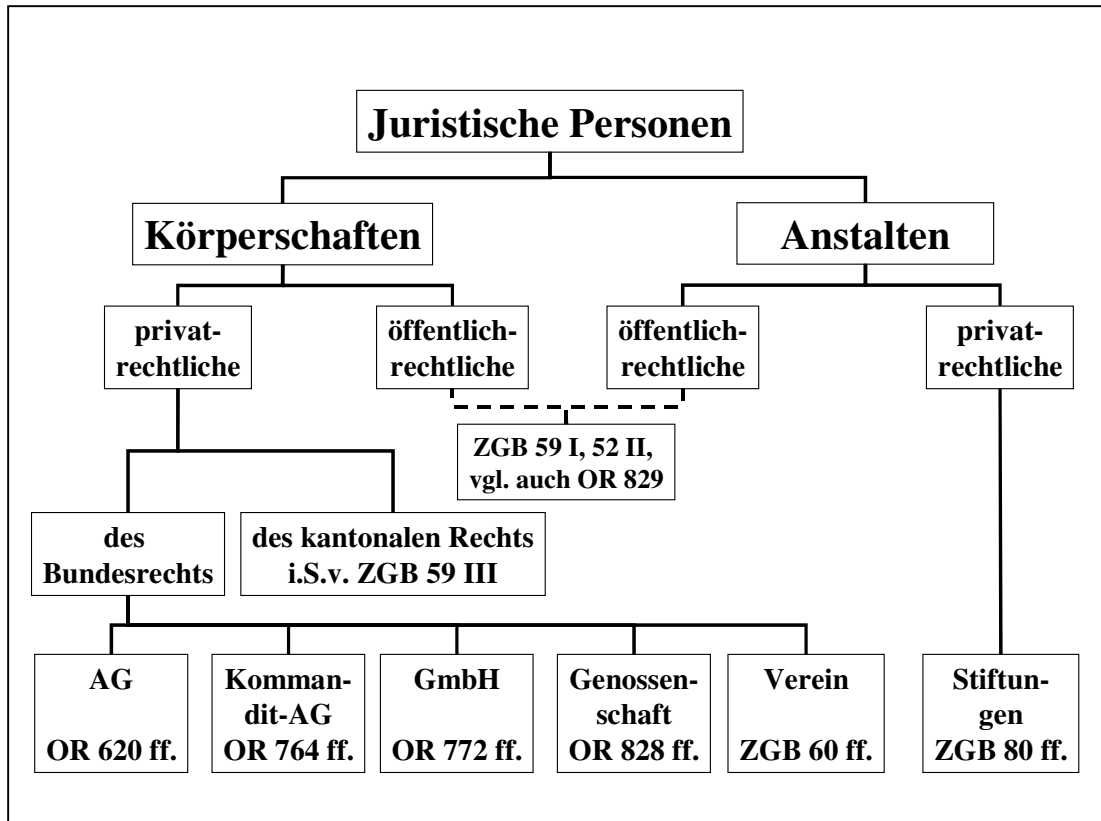 Juristische Personen
Körperschaften
Anstalten
privat-
rechtliche
öffentlich-
rechtliche
öffentlich-
rechtliche
privat-
rechtliche
ZGB 59 I, 52 II,
vgl. auch OR 829
des
Bundesrechts
des kantonalen Rechts
i.S.v. ZGB 59 III
AG
OR 620 ff.
Komman-
dit-AG
OR 764 ff.
GmbH
OR 772 ff.
Genossen-
schaft
OR 828 ff.
Verein
ZGB 60 ff.
Stiftun-
gen
ZGB 80 ff.